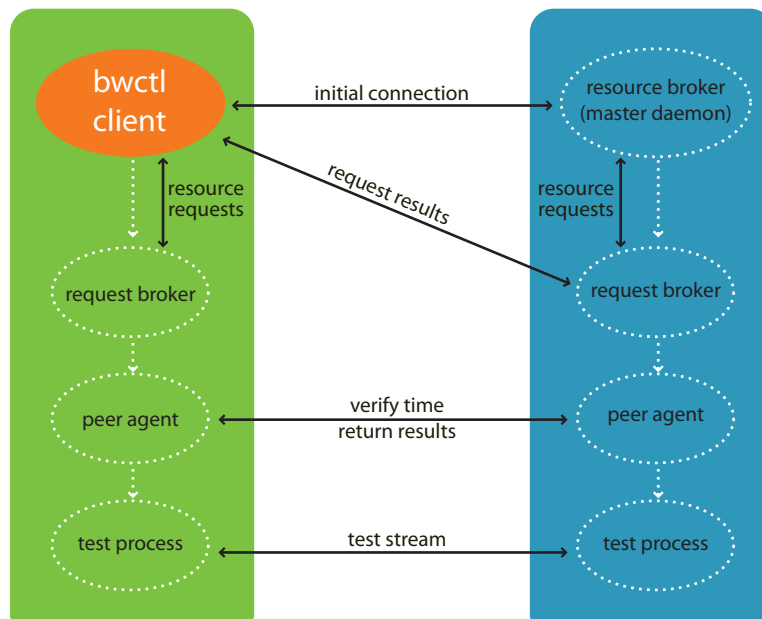 bwctl
client
initial connection
resource broker
(master daemon)
resource
requests
request results
resource
requests
request broker
request broker
peer agent
verify time
return results
peer agent
test process
test stream
test process